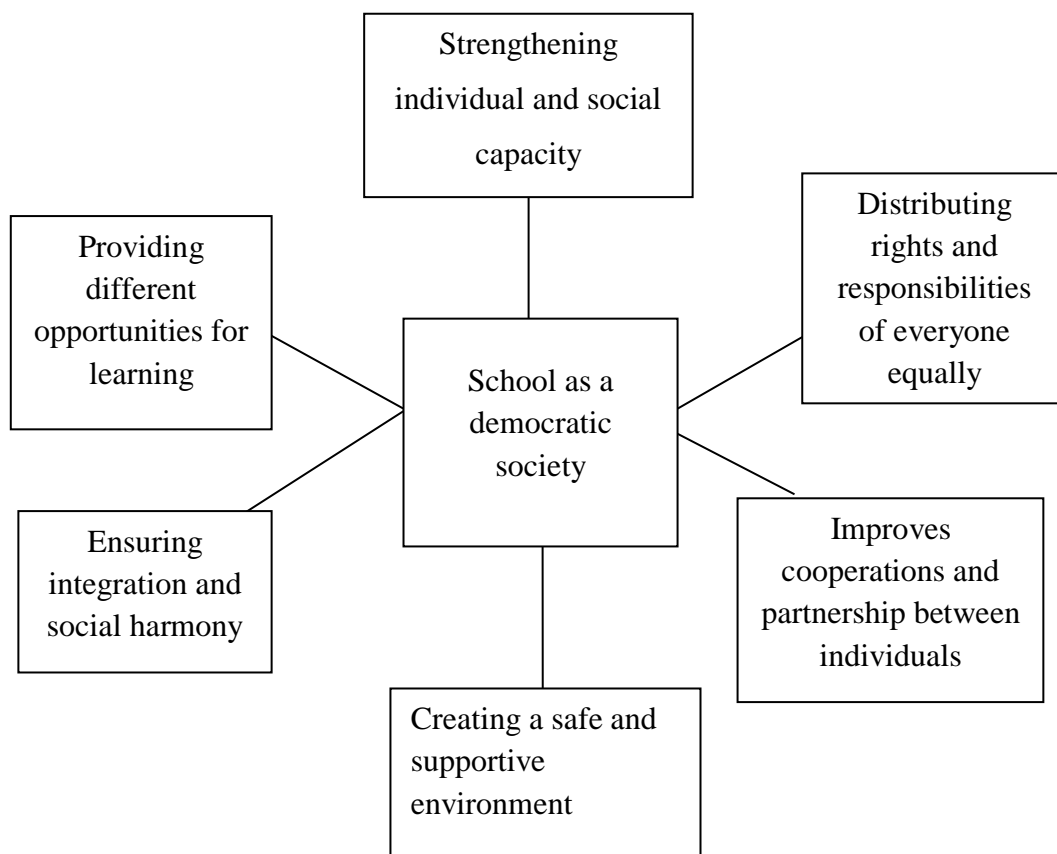 Strengthening
individual and social
capacity
Distributing
rights and
responsibilities
of everyone
equally
Providing
different
opportunities for
learning
School as a
democratic
society
Ensuring
integration and
social harmony
Improves
cooperations and
partnership between
individuals
Creating a safe and
supportive
environment